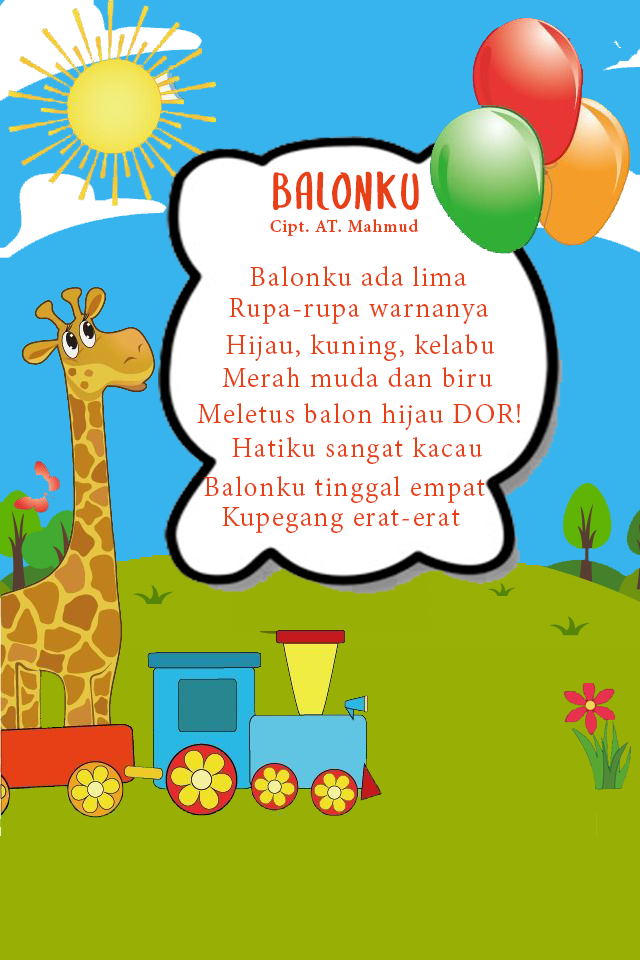 BALONKU
Cipt. AT. Mahmud
Balonku ada lima
Rupa-rupa warnanya
Hijau, kuning, kelabu
Merah muda dan biru
Meletus balon hijau DOR!
Hatiku sangat kacau
Balonku tinggal empat
Kupegang erat-erat